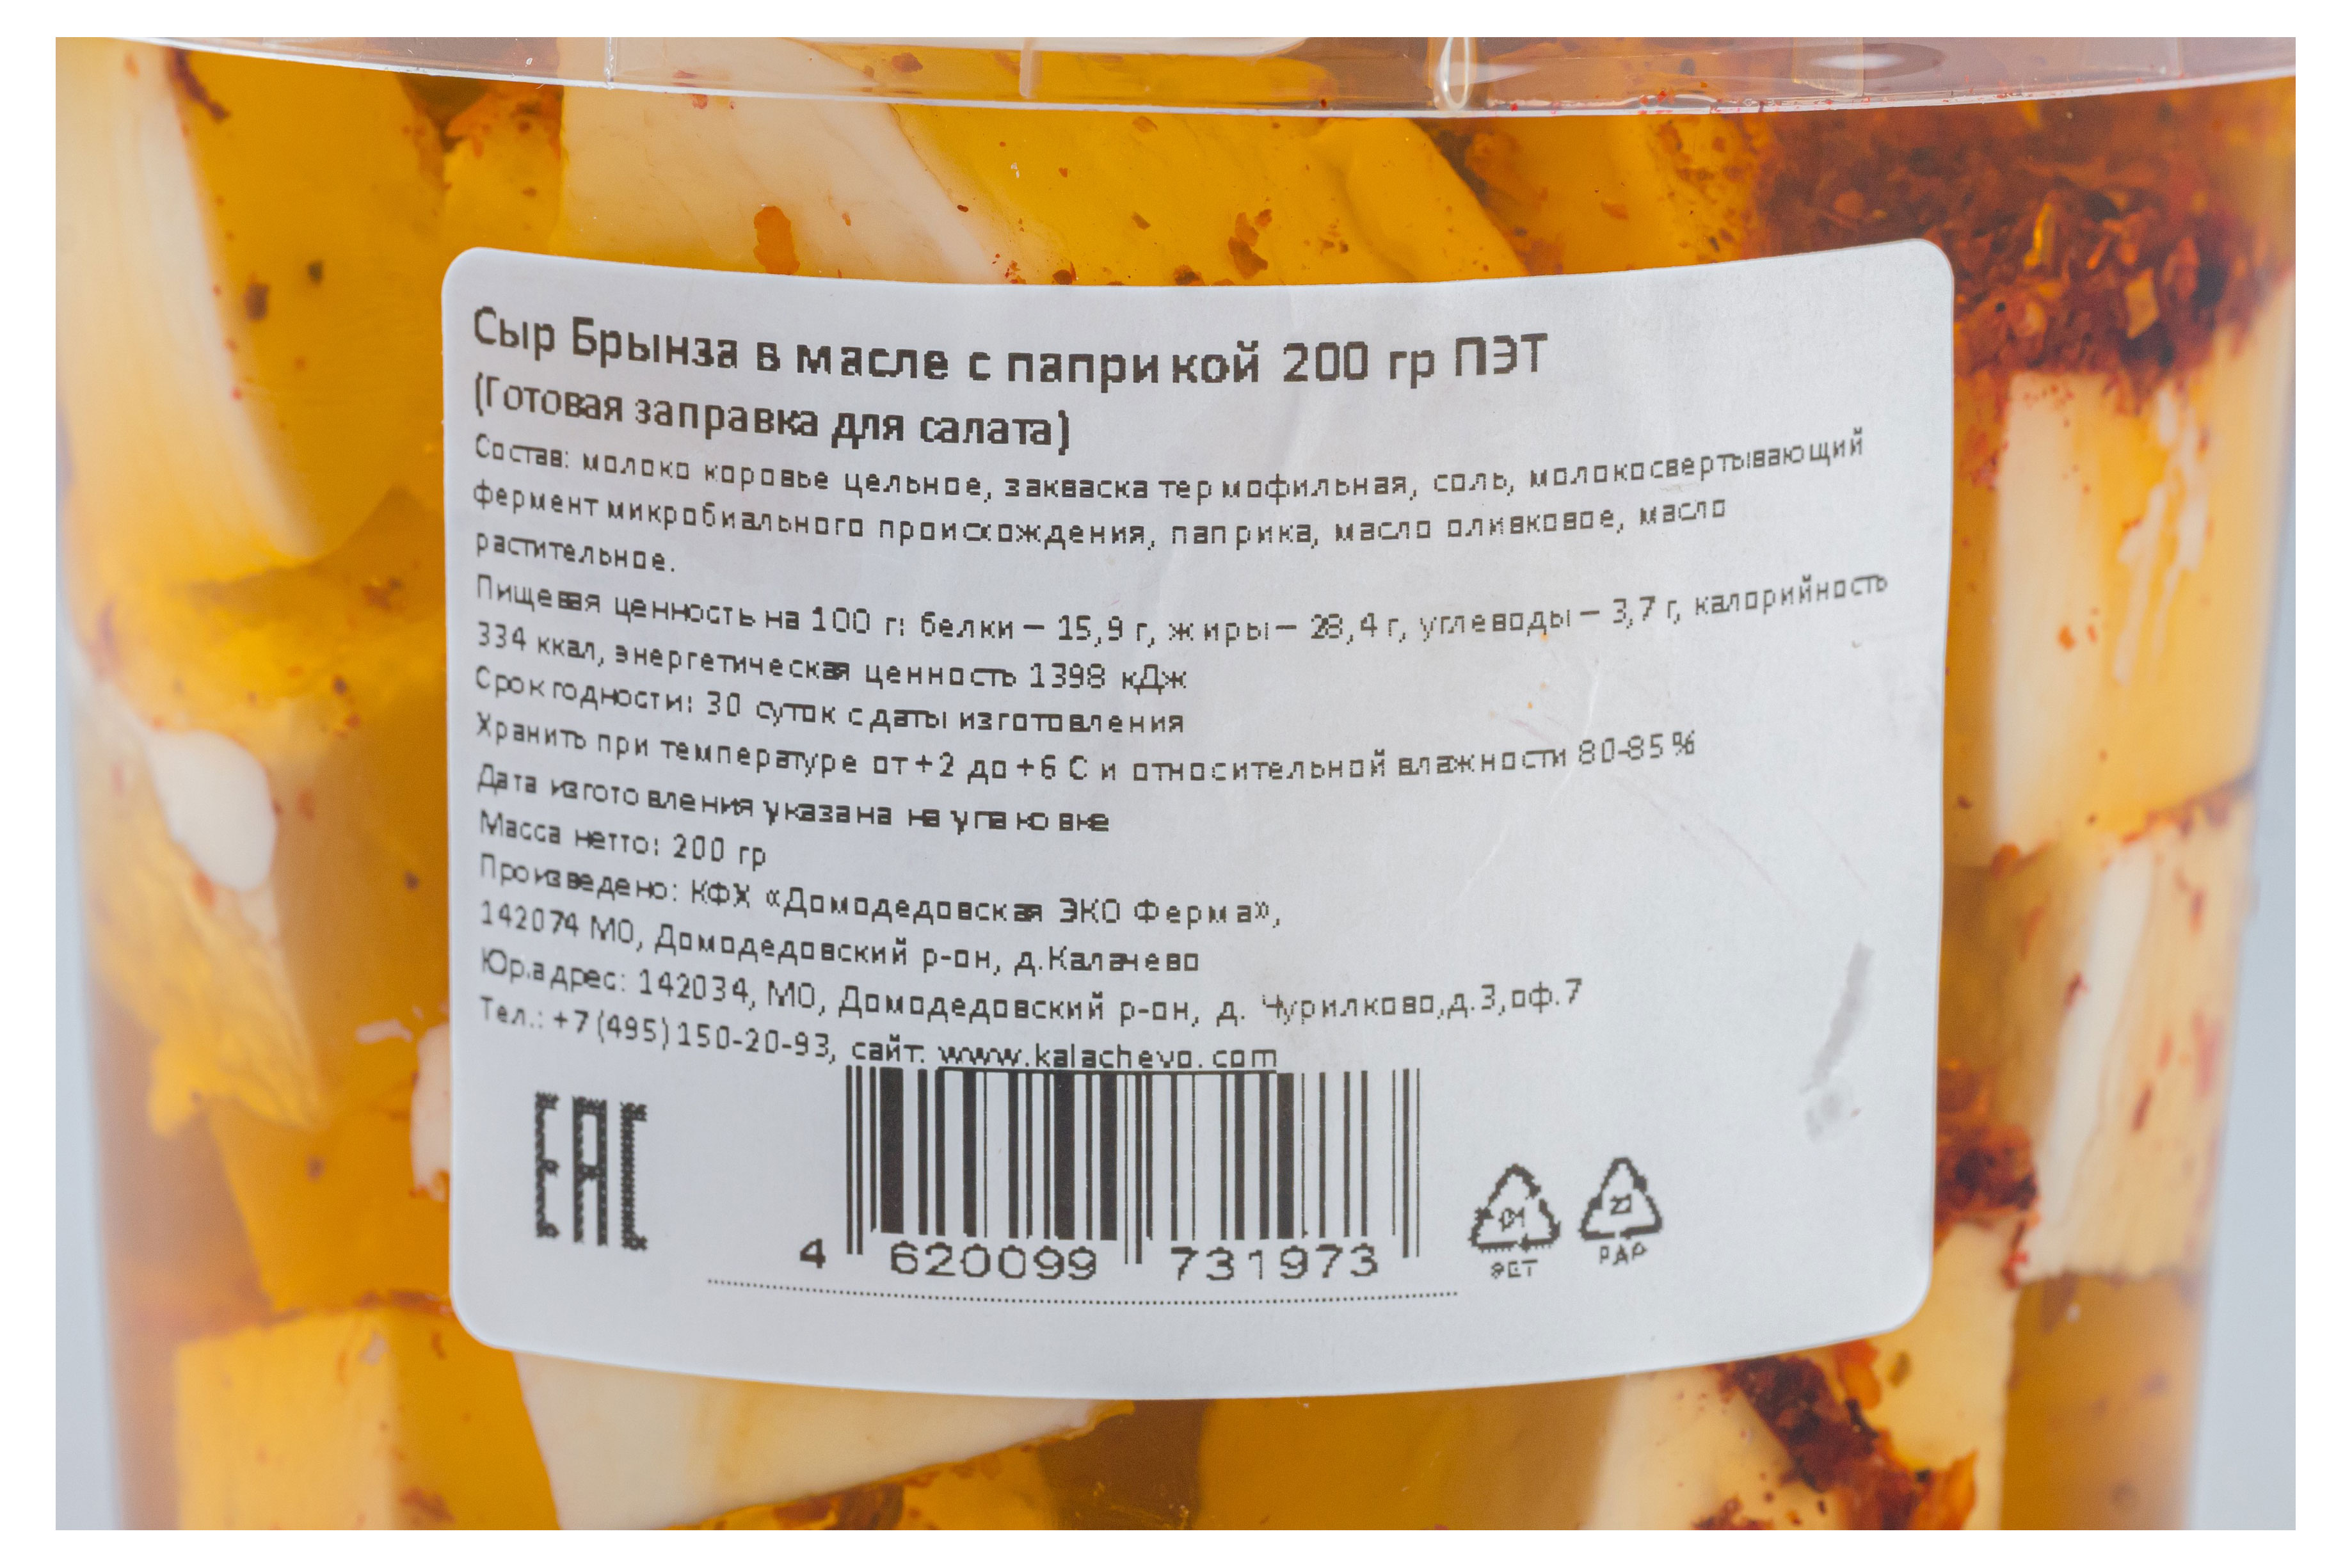 Сыр Брынза в масле с паприкой 200 гр ПЭТ
(Готовая заправка для салата)
Состав: молоко коровье цельное, закваска термофильная, соль, молокосвертывающий
фермент микробиального происхождения, паприка, масло оливковое, масло
растительное.
Пищевая ценность на 100 г: белки – 15,9 г, жиры – 28,4 г, углеводы – 3,7 г, калорийность
334 ккал, энергетическая ценность 1398 кДж
Срок годности: 30 суток с даты изготовления
Хранить при температуре от +2 до +6 С и относительной влажности 80-85 %
Дата изготовления указана на упаковке
Масса нетто: 200 гр
Произведено: КФХ «Домодедовская ЭКО Ферма»,
142074 МО, Домодедовский р-он, д.Калачево
Юр.адрес: 142034, МО, Домодедовский р-он, д. Чурилково,д.3,оф.7
Тел.: +7 (495) 150-20-93, сайт: www.kalachevo.com
EAC
4 620099 731973
01 PET
21 PAP